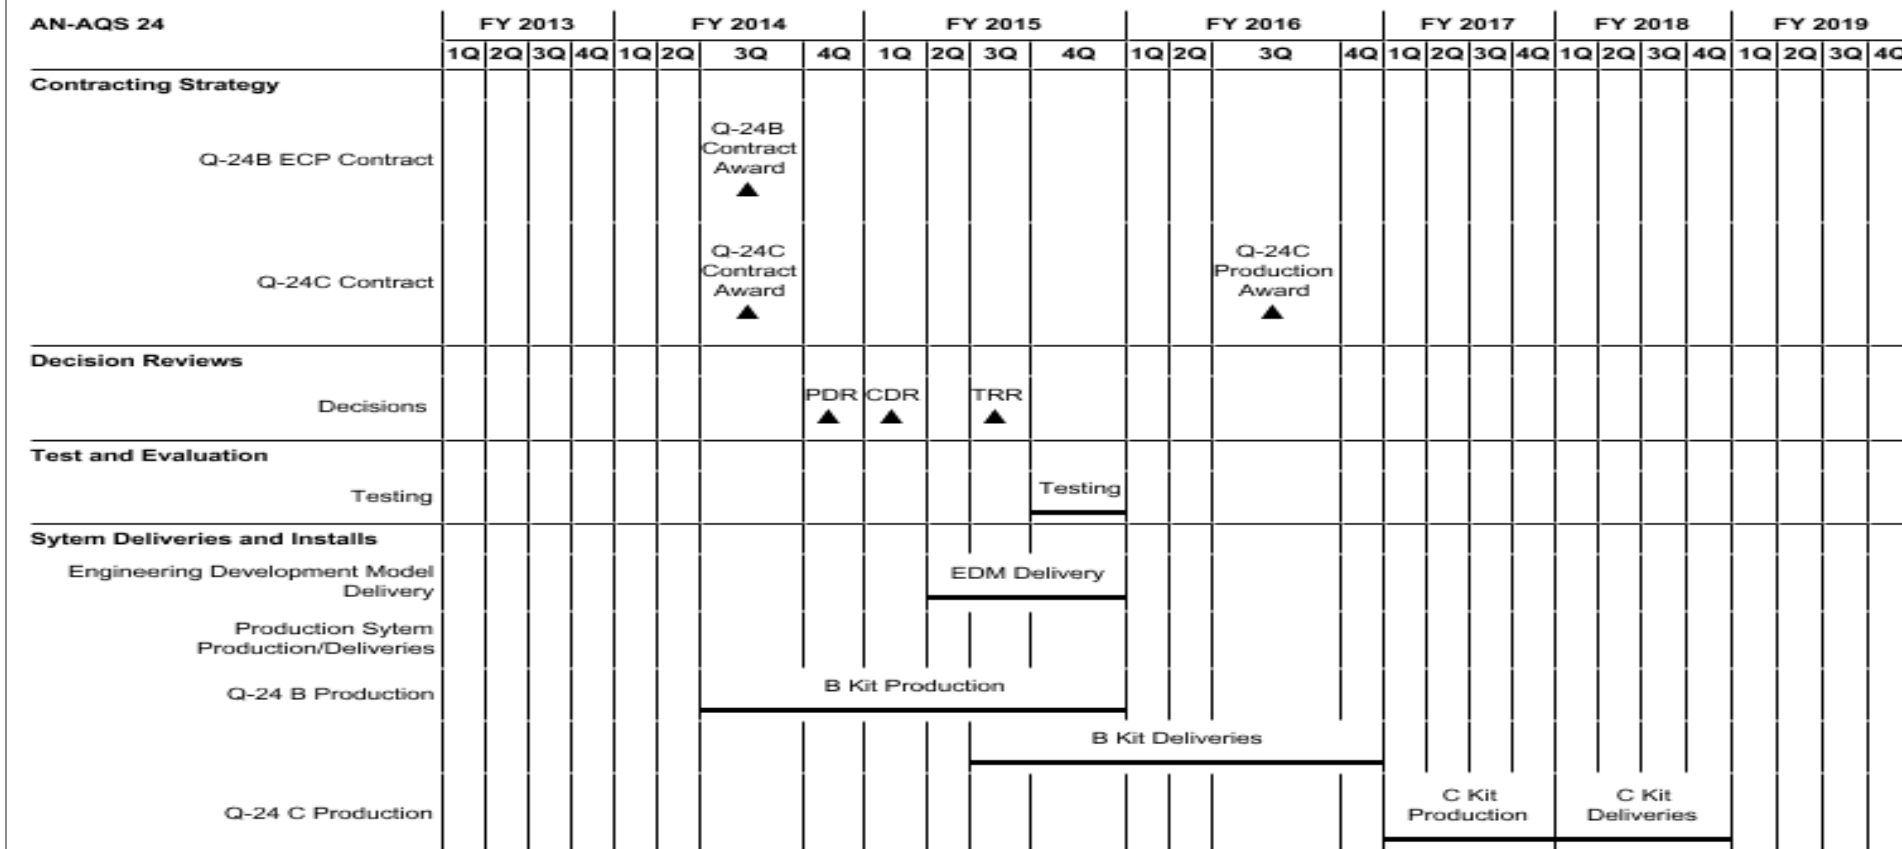 AN-AQS 24 FY 2013 FY 2014 FY 2015 FY 2016 FY 2017 FY 2018 FY 2019
1Q 2Q 3Q 4Q 1Q 2Q 3Q 4Q 1Q 2Q 3Q 4Q 1Q 2Q 3Q 4Q 1Q 2Q 3Q 4Q 1Q 2Q 3Q 4Q 1Q 2Q 3Q 4Q
Contracting Strategy
Q-24B ECP Contract
Q-24B
Contract
Award
Q-24C Contract
Q-24C
Contract
Award
Q-24C
Production
Award
Decision Reviews
Decisions
PDR CDR TRR
Test and Evaluation
Testing
Testing
Sytem Deliveries and Installs
Engineering Development Model
Delivery
EDM Delivery
Production Sytem
Production/Deliveries
Q-24 B Production
B Kit Production
B Kit Deliveries
Q-24 C Production
C Kit
Production
C Kit
Deliveries